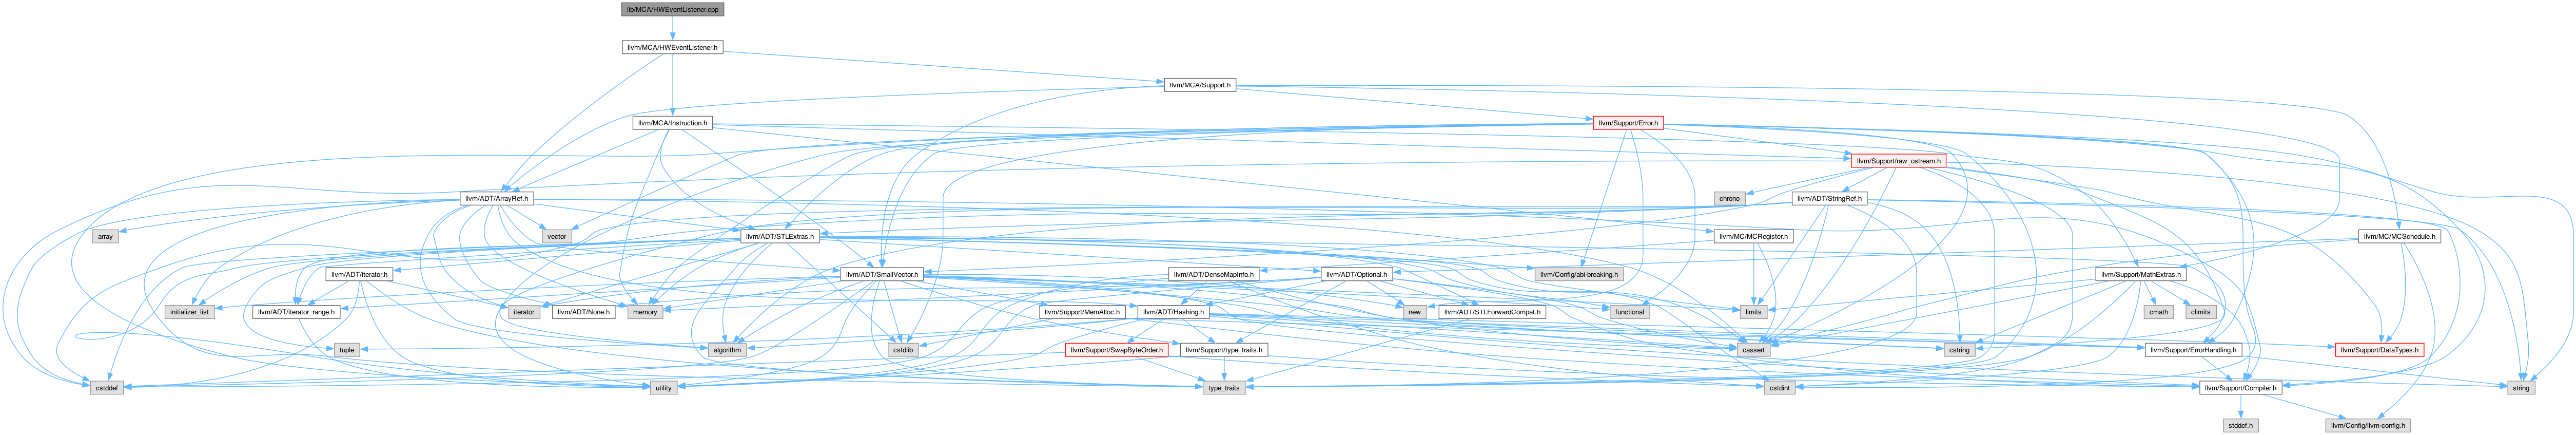 lib/MCA/HWEventListener.cpp
llvm/MCA/HWEventListener.h
llvm/MCA/Support.h
llvm/MCA/Instruction.h
llvm/Support/Error.h
llvm/Support/raw_ostream.h
llvm/ADT/ArrayRef.h
chrono
llvm/ADT/StringRef.h
array
vector
llvm/ADT/STLExtras.h
llvm/MC/MCRegister.h
llvm/MC/MCSchedule.h
llvm/ADT/iterator.h
llvm/ADT/SmallVector.h
llvm/ADT/DenseMapInfo.h
llvm/ADT/Optional.h
llvm/Config/abi-breaking.h
llvm/Support/MathExtras.h
initializer_list
llvm/ADT/iterator_range.h
iterator
llvm/ADT/None.h
memory
llvm/Support/MemAlloc.h
llvm/ADT/Hashing.h
new
llvm/ADT/STLForwardCompat.h
functional
limits
cmath
climits
tuple
algorithm
cstdlib
llvm/Support/SwapByteOrder.h
llvm/Support/type_traits.h
cassert
cstring
llvm/Support/ErrorHandling.h
llvm/Support/DataTypes.h
cstddef
utility
type_traits
cstdint
llvm/Support/Compiler.h
string
stddef.h
llvm/Config/llvm-config.h